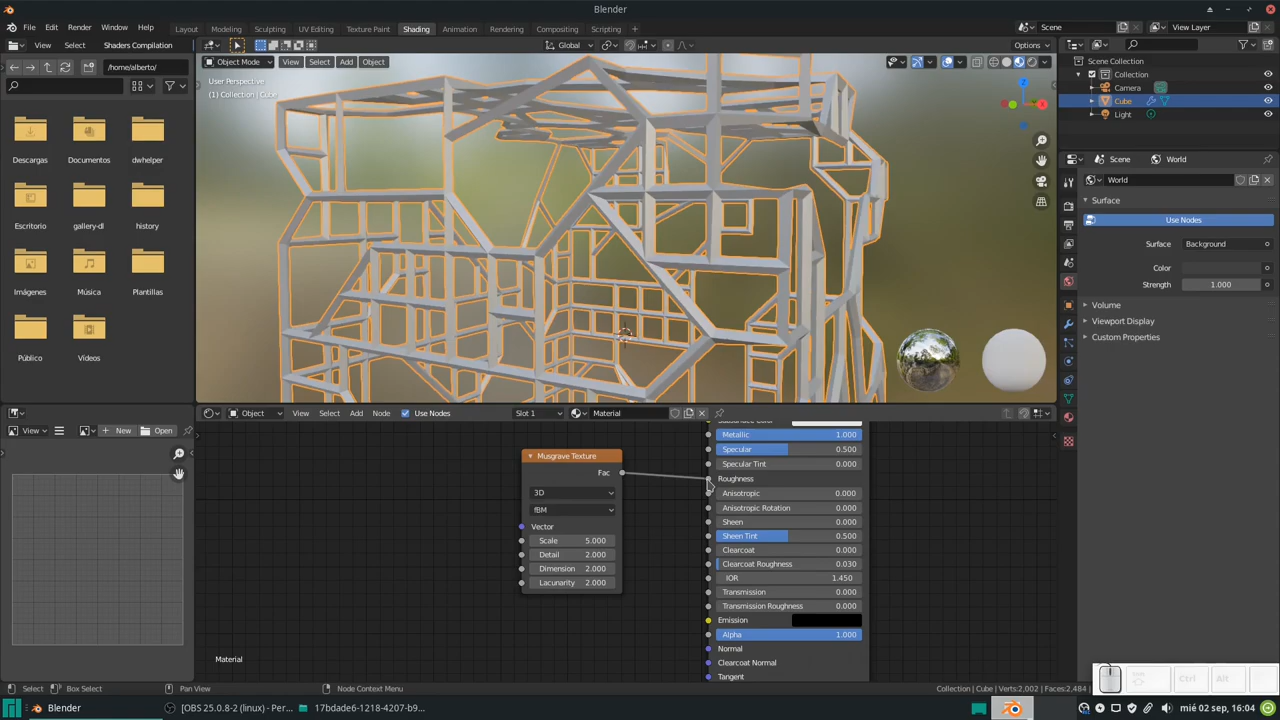 Blender
File Edit Render Window Help
Layout Modeling Sculpting UV Editing Texture Paint Shading Animation Rendering Compositing Scripting
Scene
View Layer
View Select Shaders Compilation
Global
Options
/home/alberto/
Object Mode View Select Add Object
User Perspective
(1) Collection | Cube
Descargas Documentos dwhelper
Escritorio gallery-dl history
Imágenes Música Plantillas
Público Vídeos
Scene Collection
Collection
Camera
Cube
Light
Scene World
World
Surface
Use Nodes
Surface Background
Color
Strength 1.000
Volume
Viewport Display
Custom Properties
View New Open
Object View Select Add Node Use Nodes Slot 1 Material
Musgrave Texture
Fac
3D
fBM
Vector
Scale 5.000
Detail 2.000
Dimension 2.000
Lacunarity 2.000
Metallic 1.000
Specular 0.500
Specular Tint 0.000
Roughness
Anisotropic 0.000
Anisotropic Rotation 0.000
Sheen 0.000
Sheen Tint 0.500
Clearcoat 0.000
Clearcoat Roughness 0.030
IOR 1.450
Transmission 0.000
Transmission Roughness 0.000
Emission
Alpha 1.000
Normal
Clearcoat Normal
Tangent
Material
Select Box Select Pan View Node Context Menu
Collection | Cube | Verts:2,002 | Faces:2,484
Ctrl Alt
Blender [OBS 25.0.8-2 (linux) - Per... 17bdade6-1218-4207-b9...
mié 02 sep, 16:04